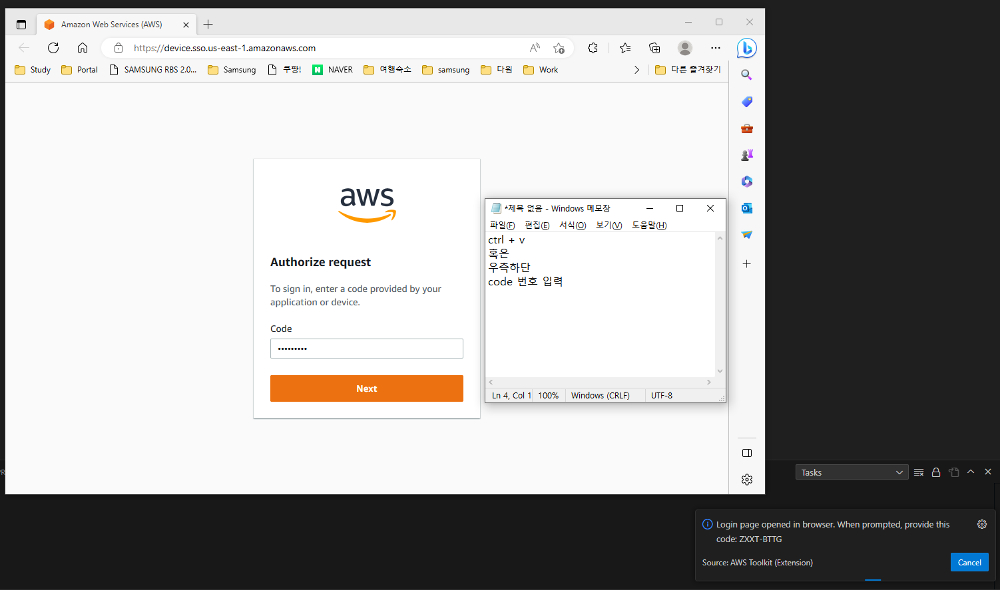 Amazon Web Services (AWS)
https://device.sso.us-east-1.amazonaws.com
Study
Portal
SAMSUNG RBS 2.0...
Samsung
쿠팡!
N
NAVER
여행숙소
samsung
다원
Work
다른 즐겨찾기
aws
Authorize request
To sign in, enter a code provided by your
application or device.
Code
•••••••••
Next
*제목 없음 - Windows 메모장
파일(F) 편집(E) 서식(O) 보기(V) 도움말(H)
ctrl + v
혹은
우측하단
code 번호 입력
Ln 4, Col 1 100% Windows (CRLF) UTF-8
Tasks
Login page opened in browser. When prompted, provide this
code: ZXXT-BTTG
Source: AWS Toolkit (Extension)
Cancel